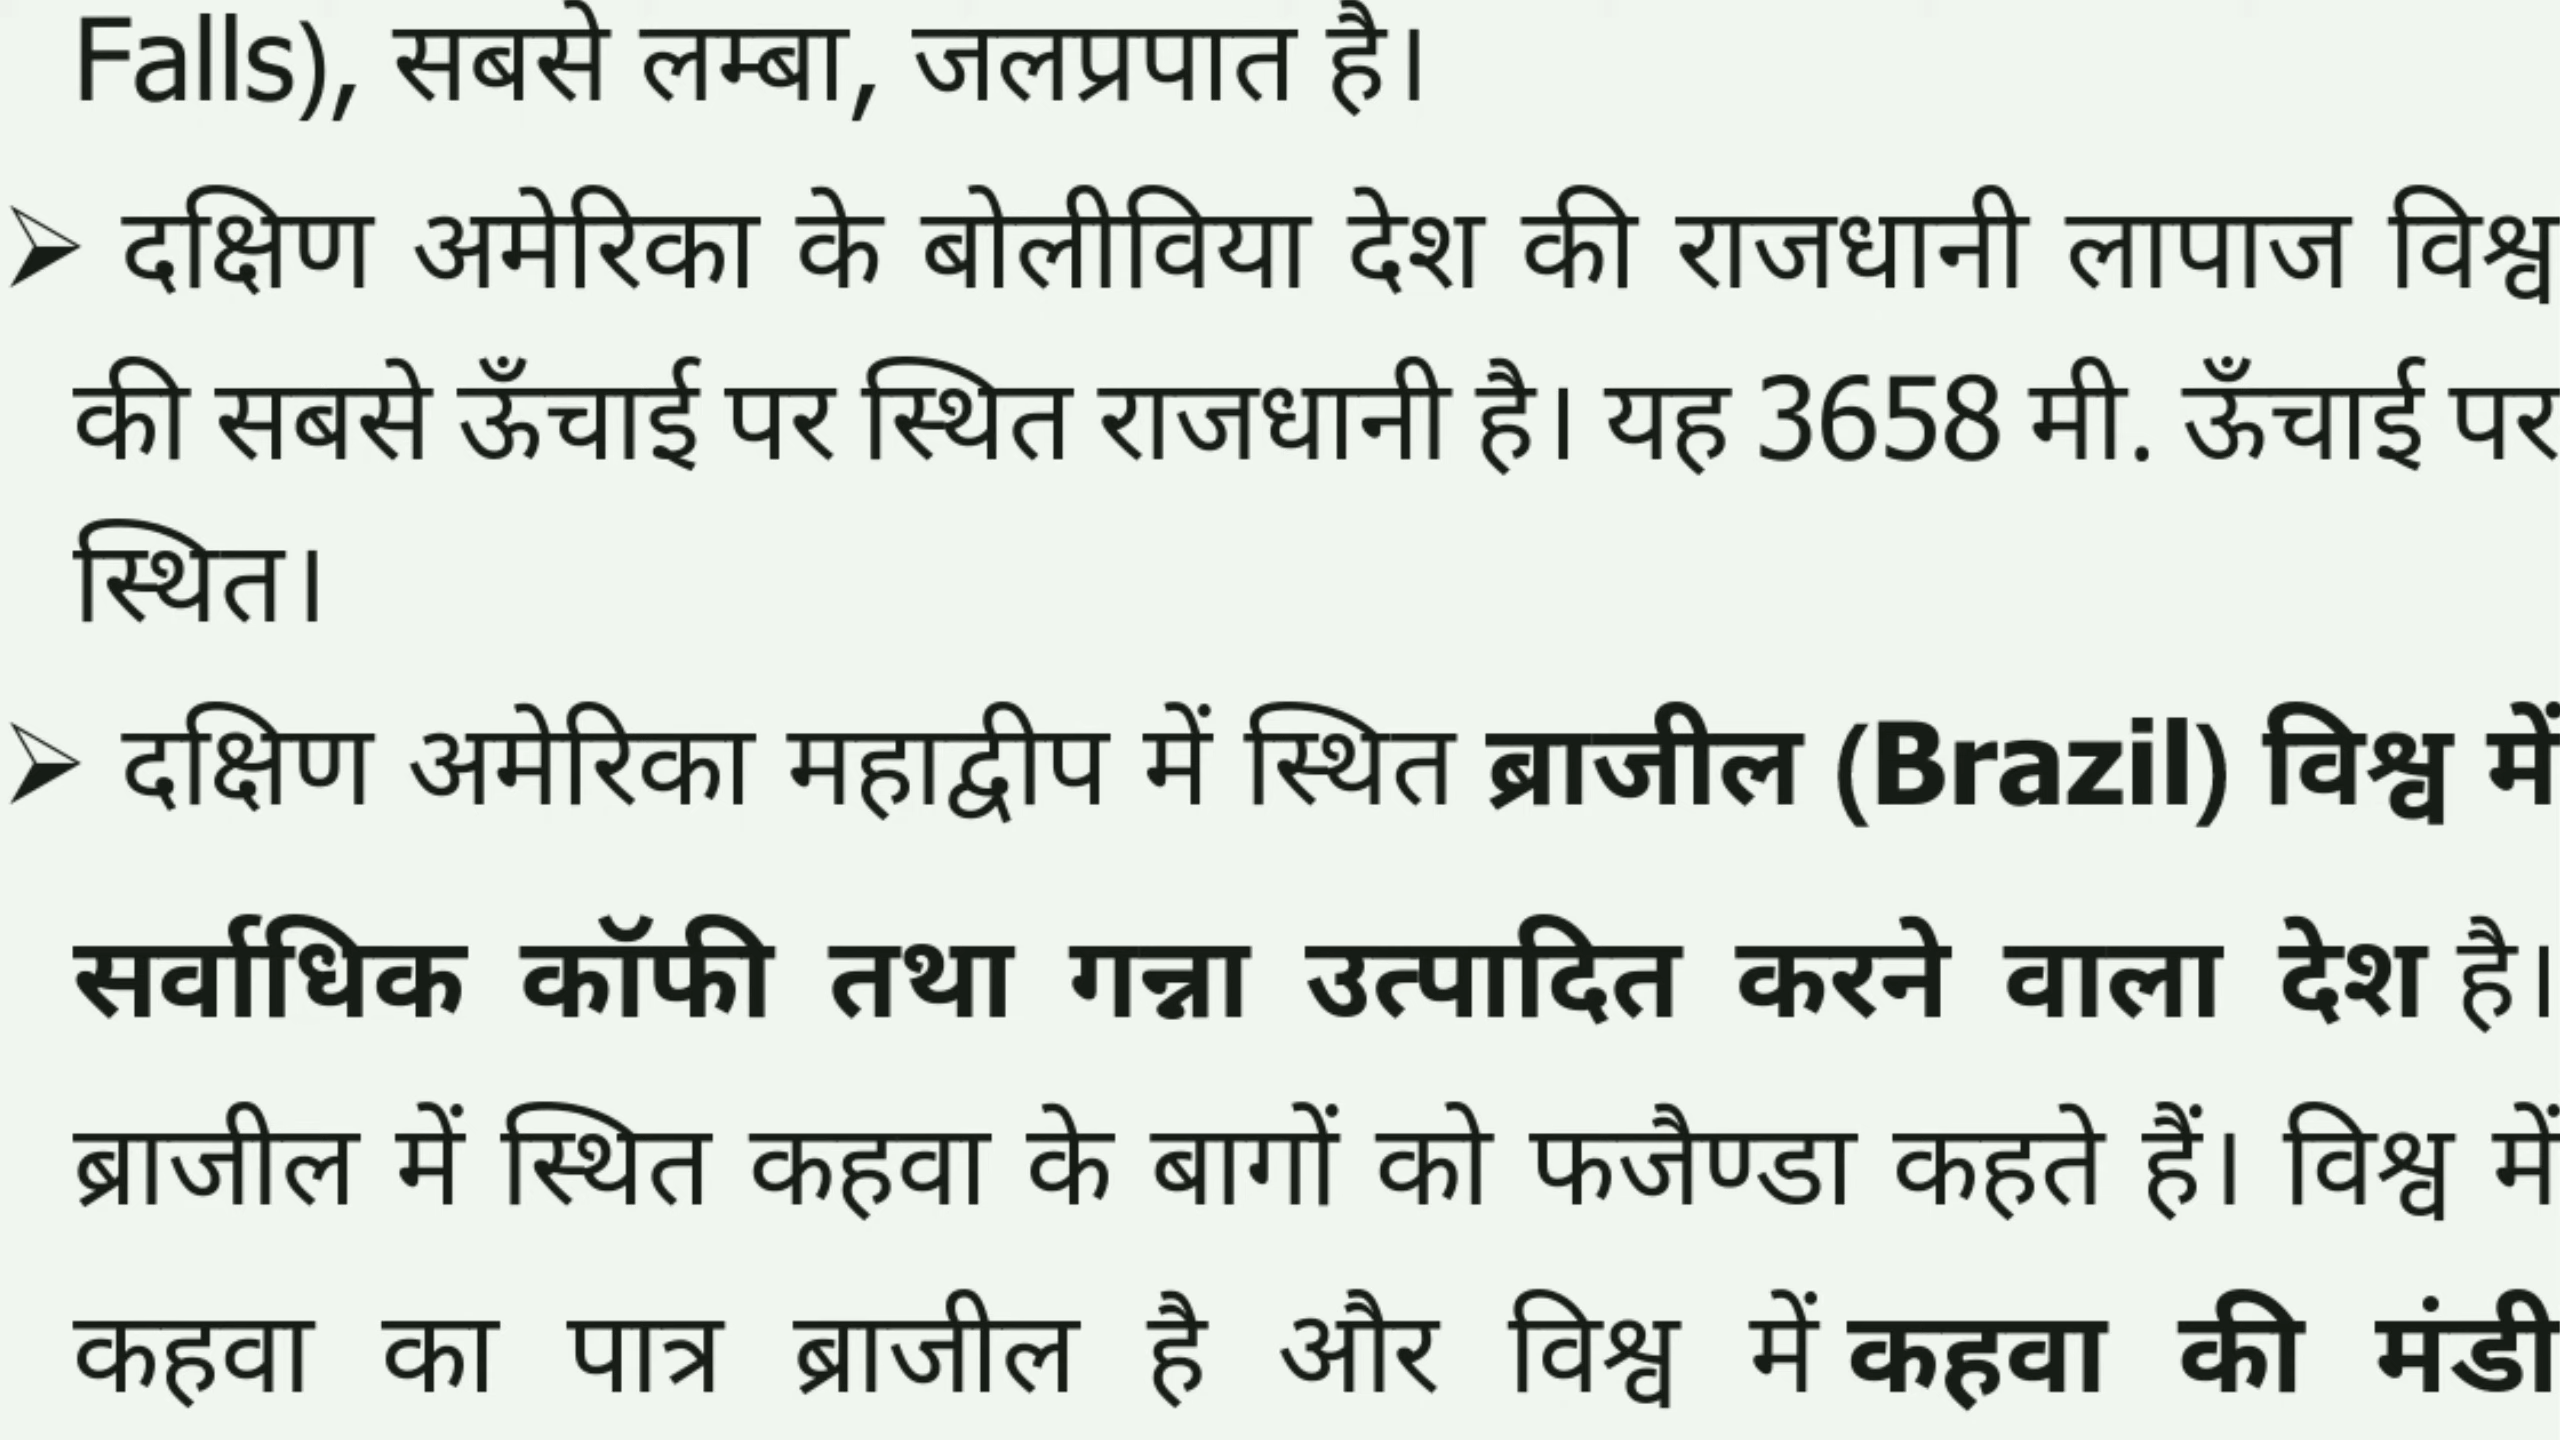 Falls), सबसे लम्बा, जलप्रपात है।
➢ दक्षिण अमेरिका के बोलीविया देश की राजधानी लापाज विश्व
की सबसे ऊँचाई पर स्थित राजधानी है। यह 3658 मी. ऊँचाई पर
स्थित।
➢ दक्षिण अमेरिका महाद्वीप में स्थित ब्राजील (Brazil) विश्व में
सर्वाधिक कॉफी तथा गन्ना उत्पादित करने वाला देश है।
ब्राजील में स्थित कहवा के बागों को फजैण्डा कहते हैं। विश्व में
कहवा का पात्र ब्राजील है और विश्व में कहवा की मंडी